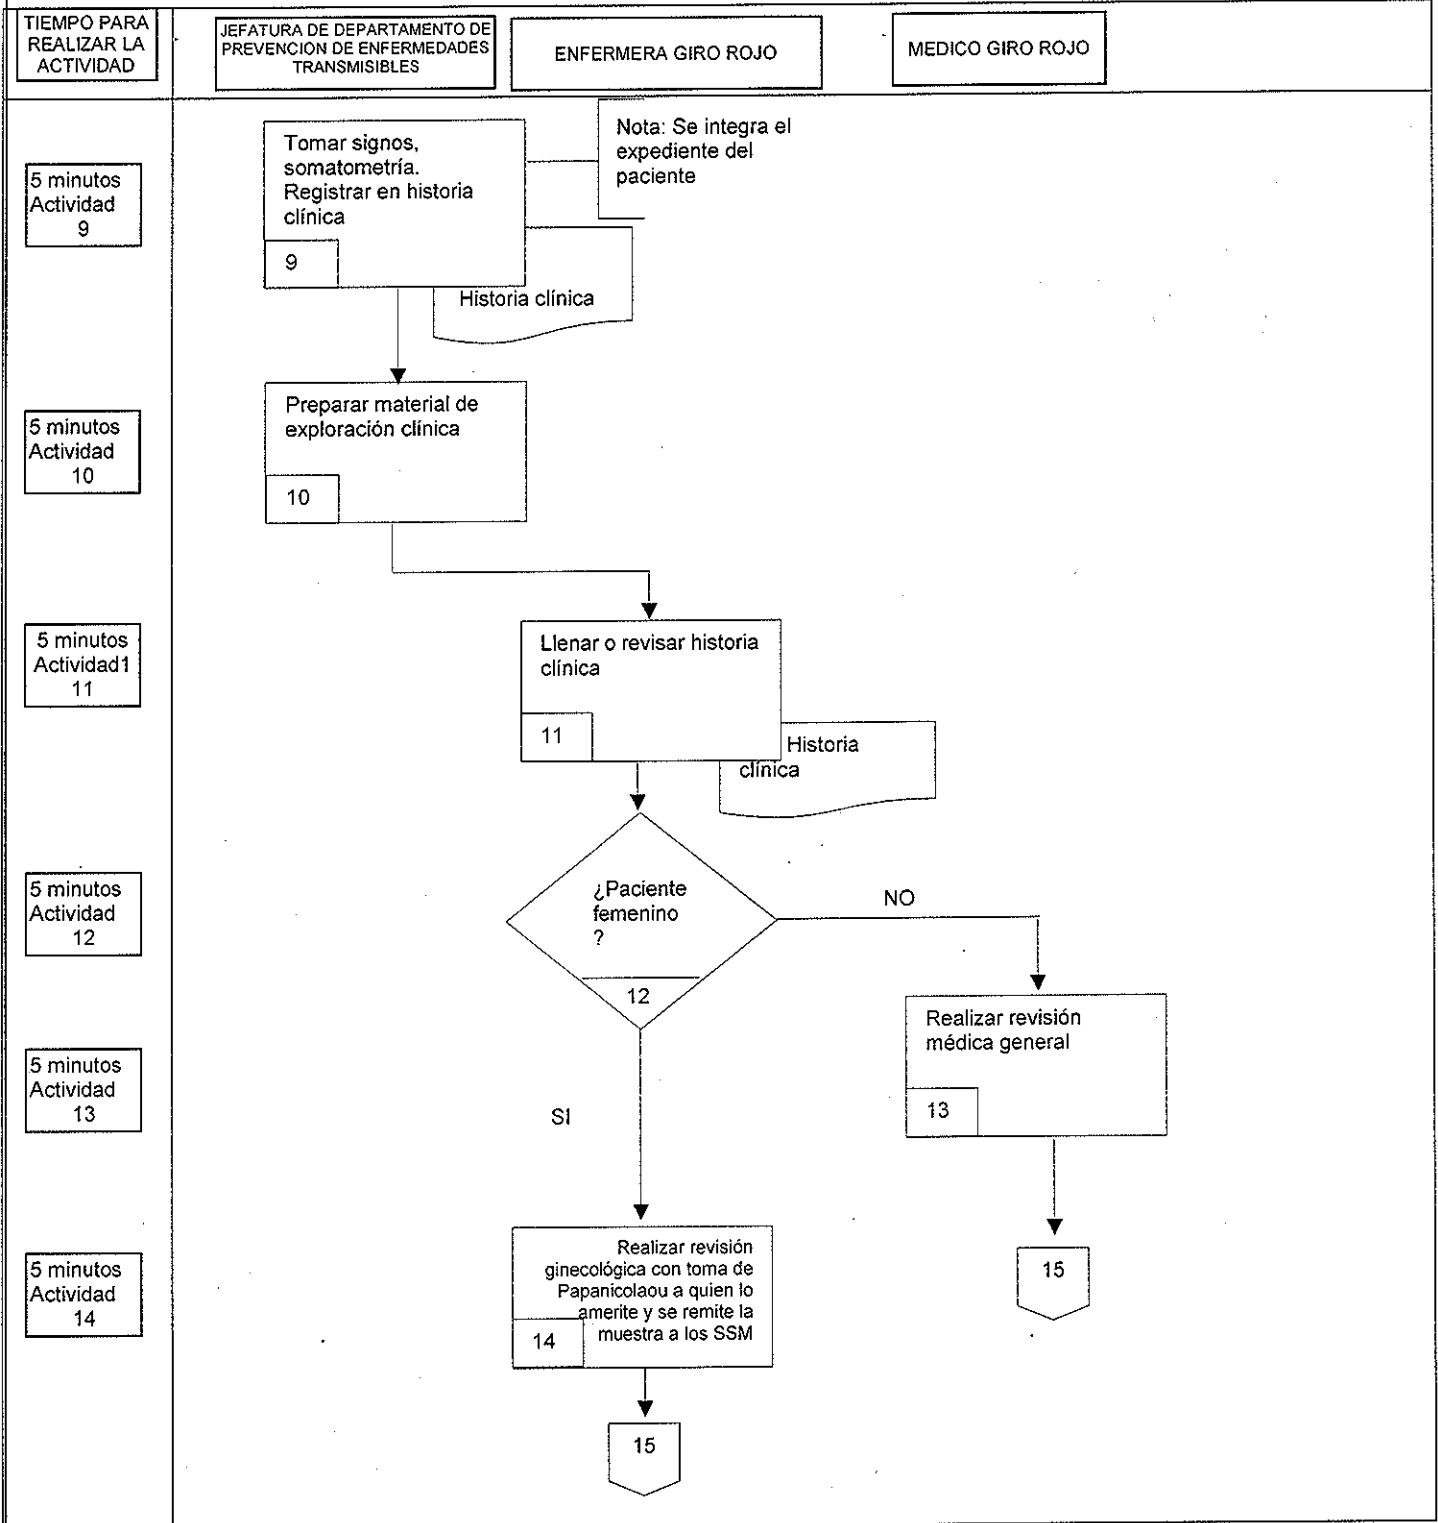 TIEMPO PARA
REALIZAR LA
ACTIVIDAD
JEFATURA DE DEPARTAMENTO DE
PREVENCION DE ENFERMEDADES
TRANSMISIBLES
ENFERMERA GIRO ROJO
MEDICO GIRO ROJO
5 minutos
Actividad
9
Tomar signos,
somatometría.
Registrar en historia
clínica
9
Nota: Se integra el
expediente del
paciente
Historia clínica
5 minutos
Actividad
10
Preparar material de
exploración clínica
10
5 minutos
Actividad1
11
Llenar o revisar historia
clínica
11
Historia
clínica
5 minutos
Actividad
12
¿Paciente
femenino
?
12
NO
SI
5 minutos
Actividad
13
Realizar revisión
médica general
13
15
5 minutos
Actividad
14
Realizar revisión
ginecológica con toma de
Papanicolaou a quien lo
amerite y se remite la
muestra a los SSM
14
15